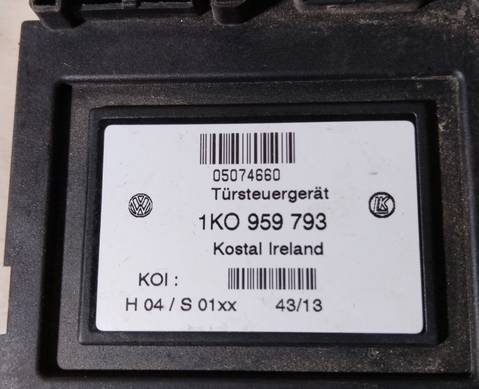 05074660
Türsteuergerät
1KO 959 793
Kostal Ireland
KOI :
H 04 / S 01xx 43/13